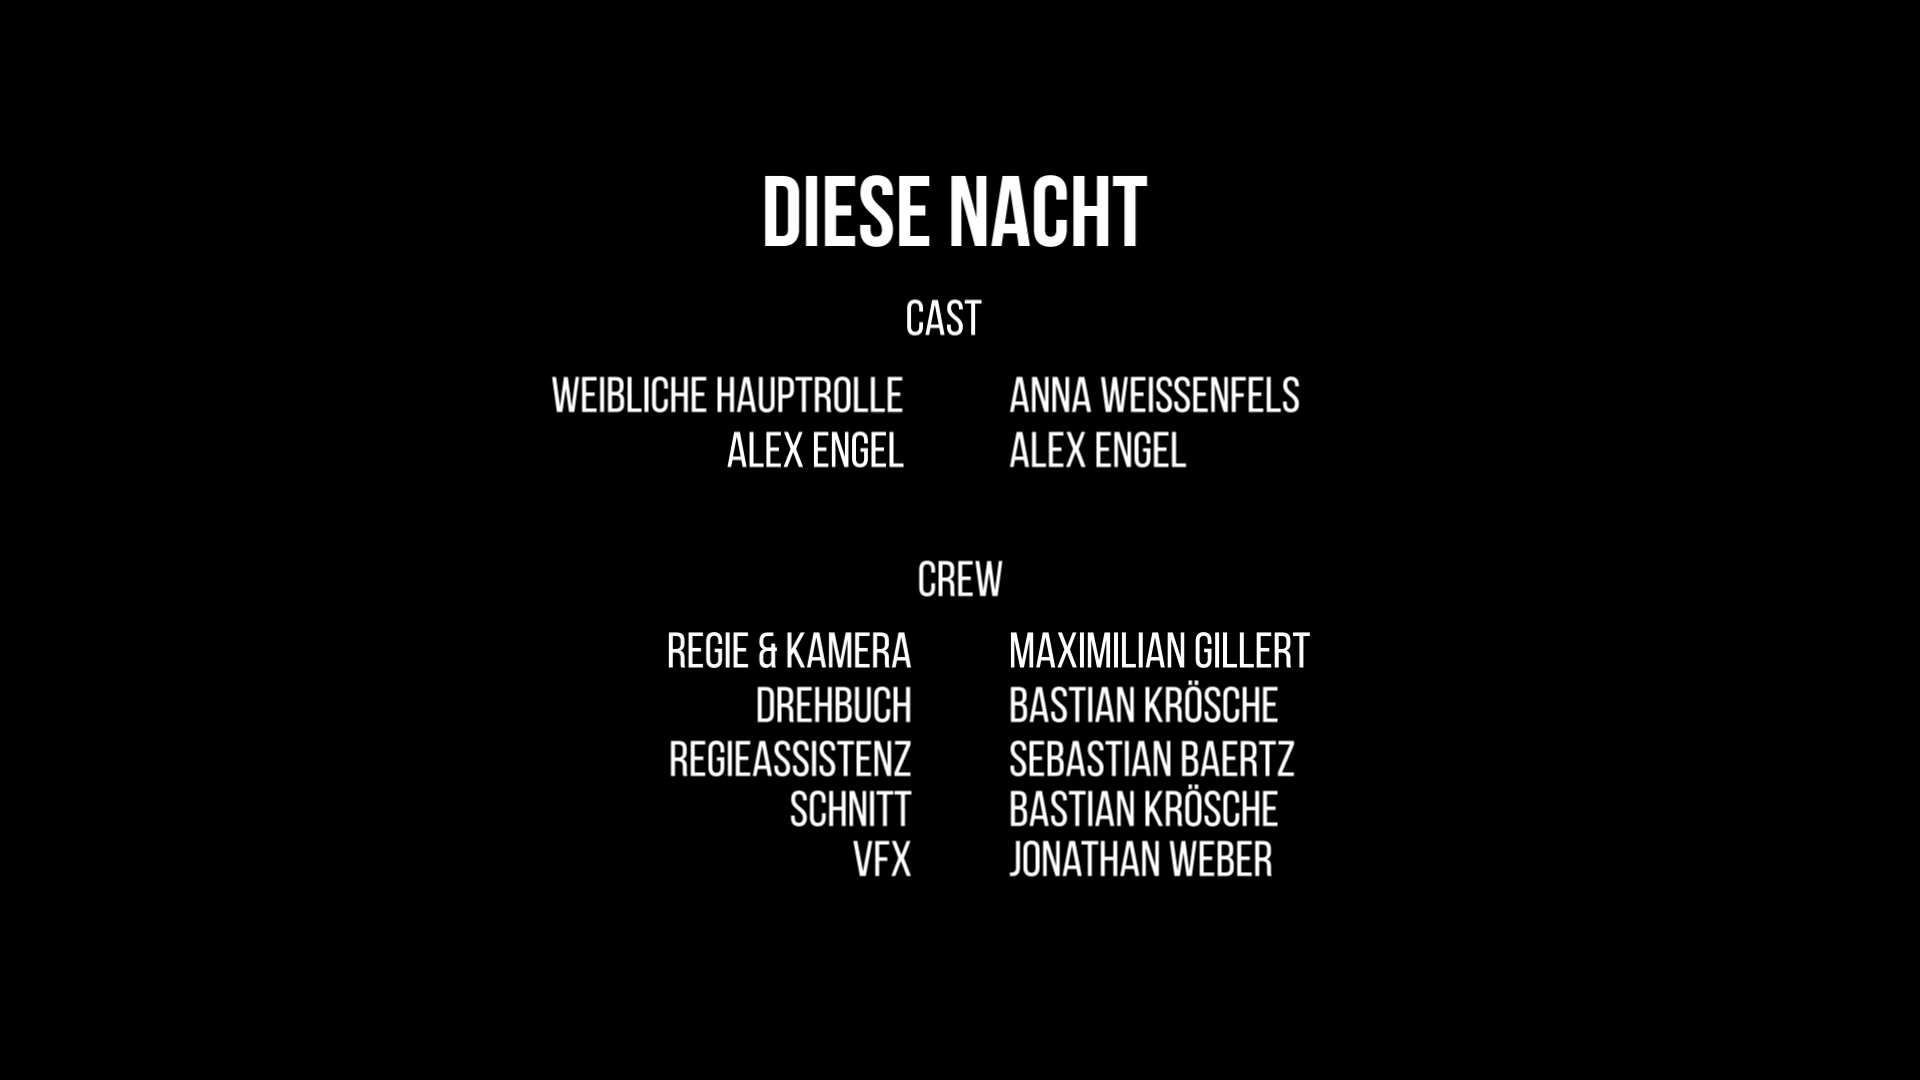 DIESE NACHT
CAST
WEIBLICHE HAUPTROLLE ANNA WEISSENFELS
ALEX ENGEL ALEX ENGEL
CREW
REGIE & KAMERA MAXIMILIAN GILLERT
DREHBUCH BASTIAN KRÖSCHE
REGIEASSISTENZ SEBASTIAN BAERTZ
SCHNITT BASTIAN KRÖSCHE
VFX JONATHAN WEBER